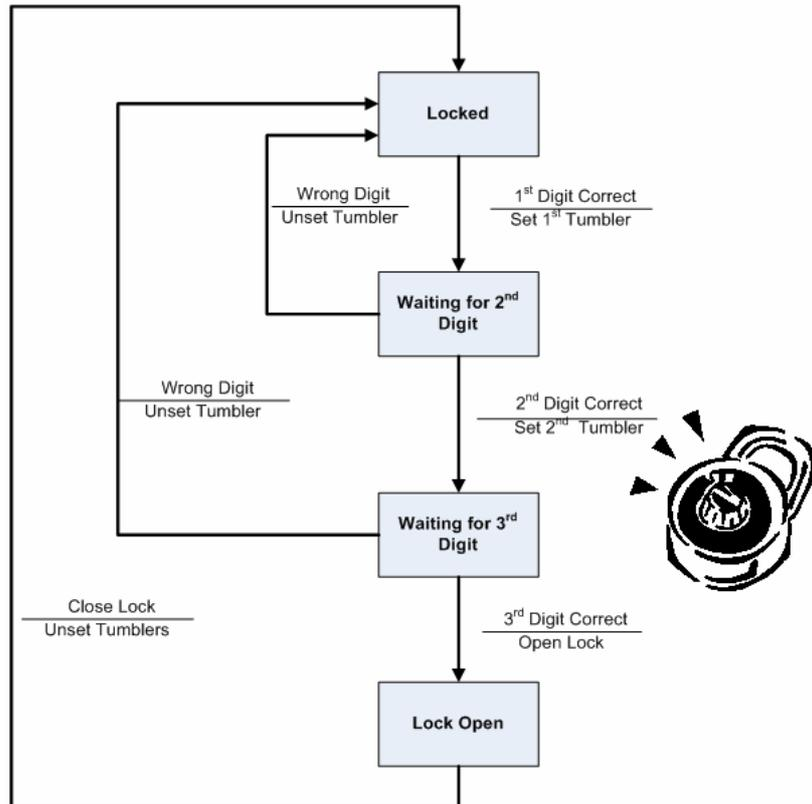 Locked
Wrong Digit
Unset Tumbler
1st Digit Correct
Set 1st Tumbler
Waiting for 2nd
Digit
Wrong Digit
Unset Tumbler
2nd Digit Correct
Set 2nd Tumbler
Waiting for 3rd
Digit
Close Lock
Unset Tumblers
3rd Digit Correct
Open Lock
Lock Open